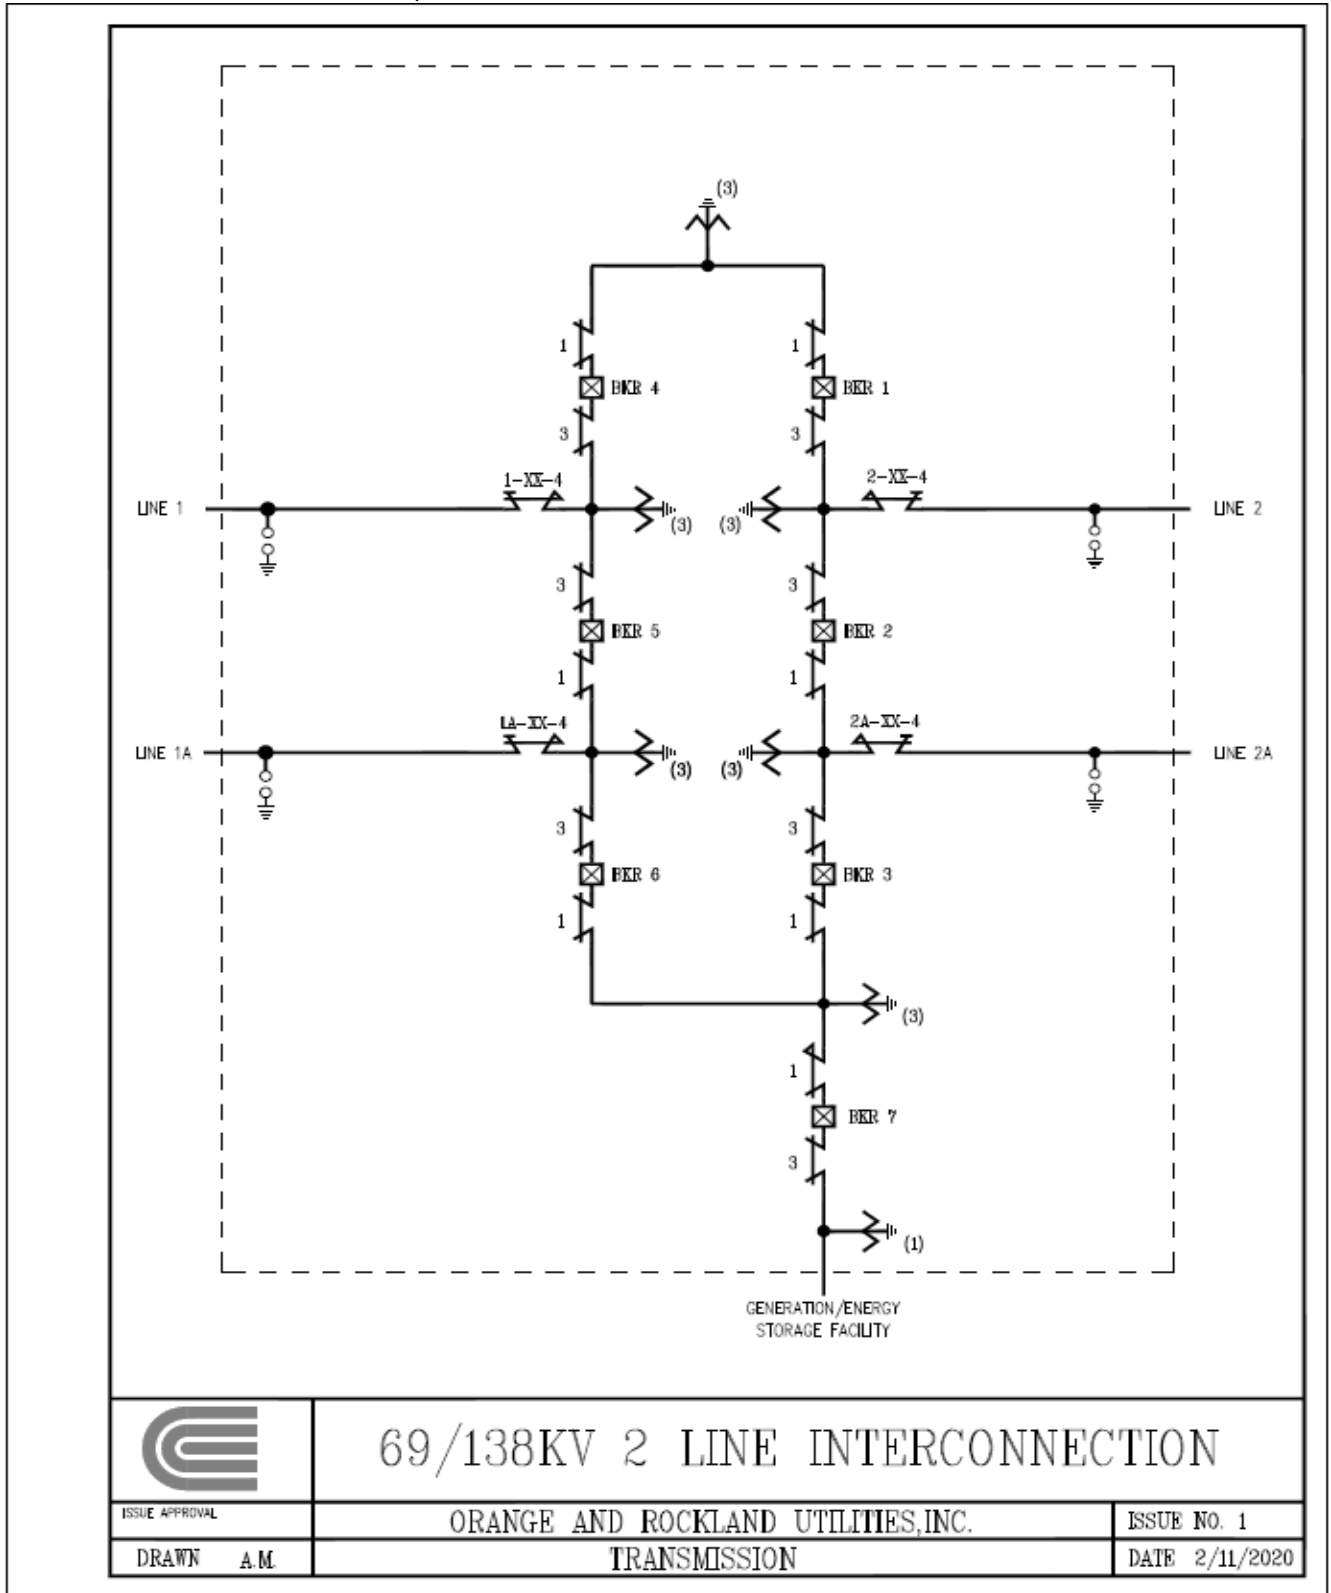 (3)
1
1
BKR 4
BKR 1
3
3
1-XX-4
2-XX-4
LINE 1
(3)
(3)
LINE 2
3
3
BKR 5
BKR 2
1
1
1A-XX-4
2A-XX-4
LINE 1A
(3)
(3)
LINE 2A
3
3
BKR 6
BKR 3
1
1
(3)
1
BKR 7
3
(1)
GENERATION/ENERGY
STORAGE FACILITY
69/138KV 2 LINE INTERCONNECTION
ISSUE APPROVAL
ORANGE AND ROCKLAND UTILITIES,INC.
ISSUE NO. 1
DRAWN A.M.
TRANSMISSION
DATE 2/11/2020